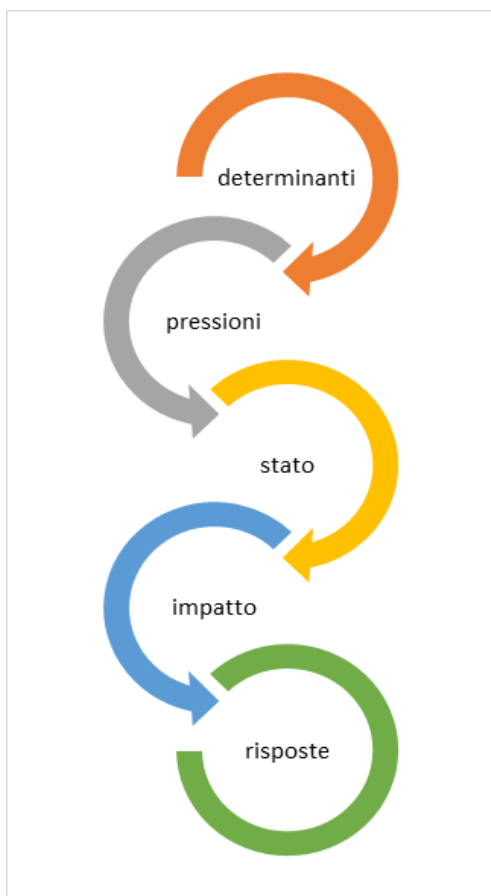 determinanti
pressioni
stato
impatto
risposte